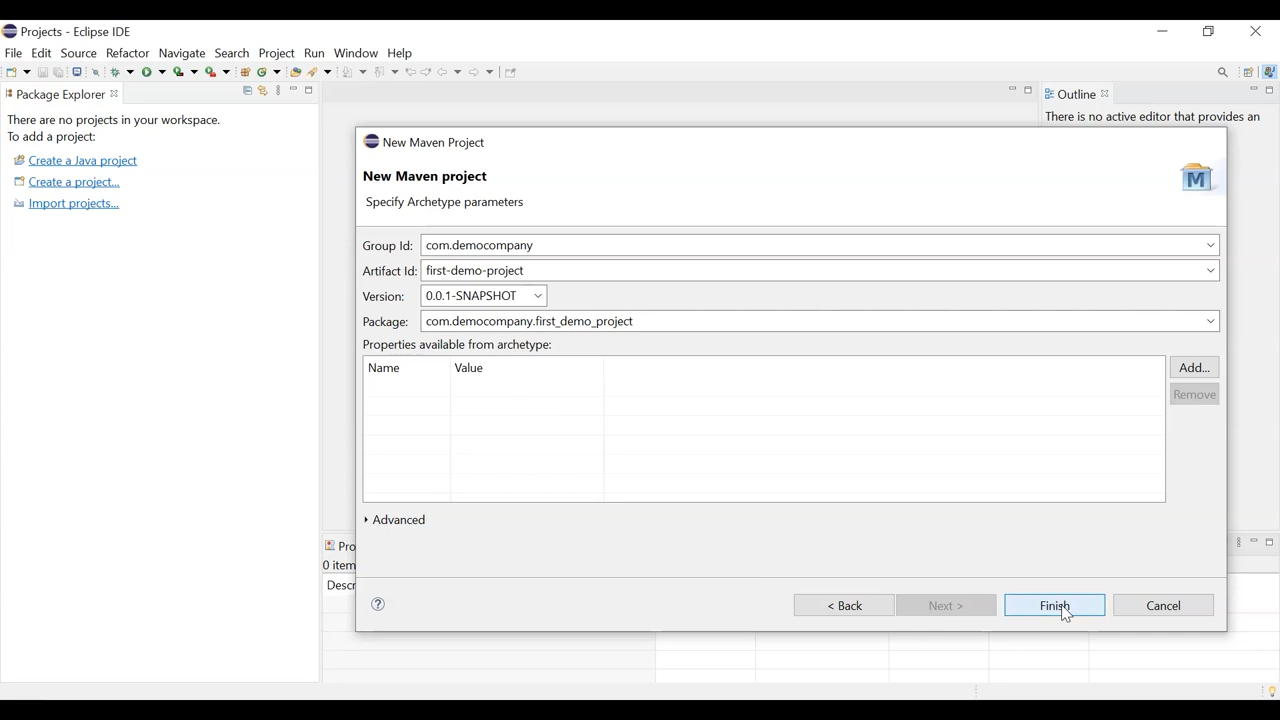 Projects - Eclipse IDE
File Edit Source Refactor Navigate Search Project Run Window Help
Package Explorer
Outline
There are no projects in your workspace.
To add a project:
Create a Java project
Create a project...
Import projects...
There is no active editor that provides an
New Maven Project
New Maven project
Specify Archetype parameters
M
Group Id: com.democompany
Artifact Id: first-demo-project
Version: 0.0.1-SNAPSHOT
Package: com.democompany.first_demo_project
Properties available from archetype:
Name Value
Add...
Remove
Advanced
< Back Next > Finish Cancel
Pro
0 item
Descr